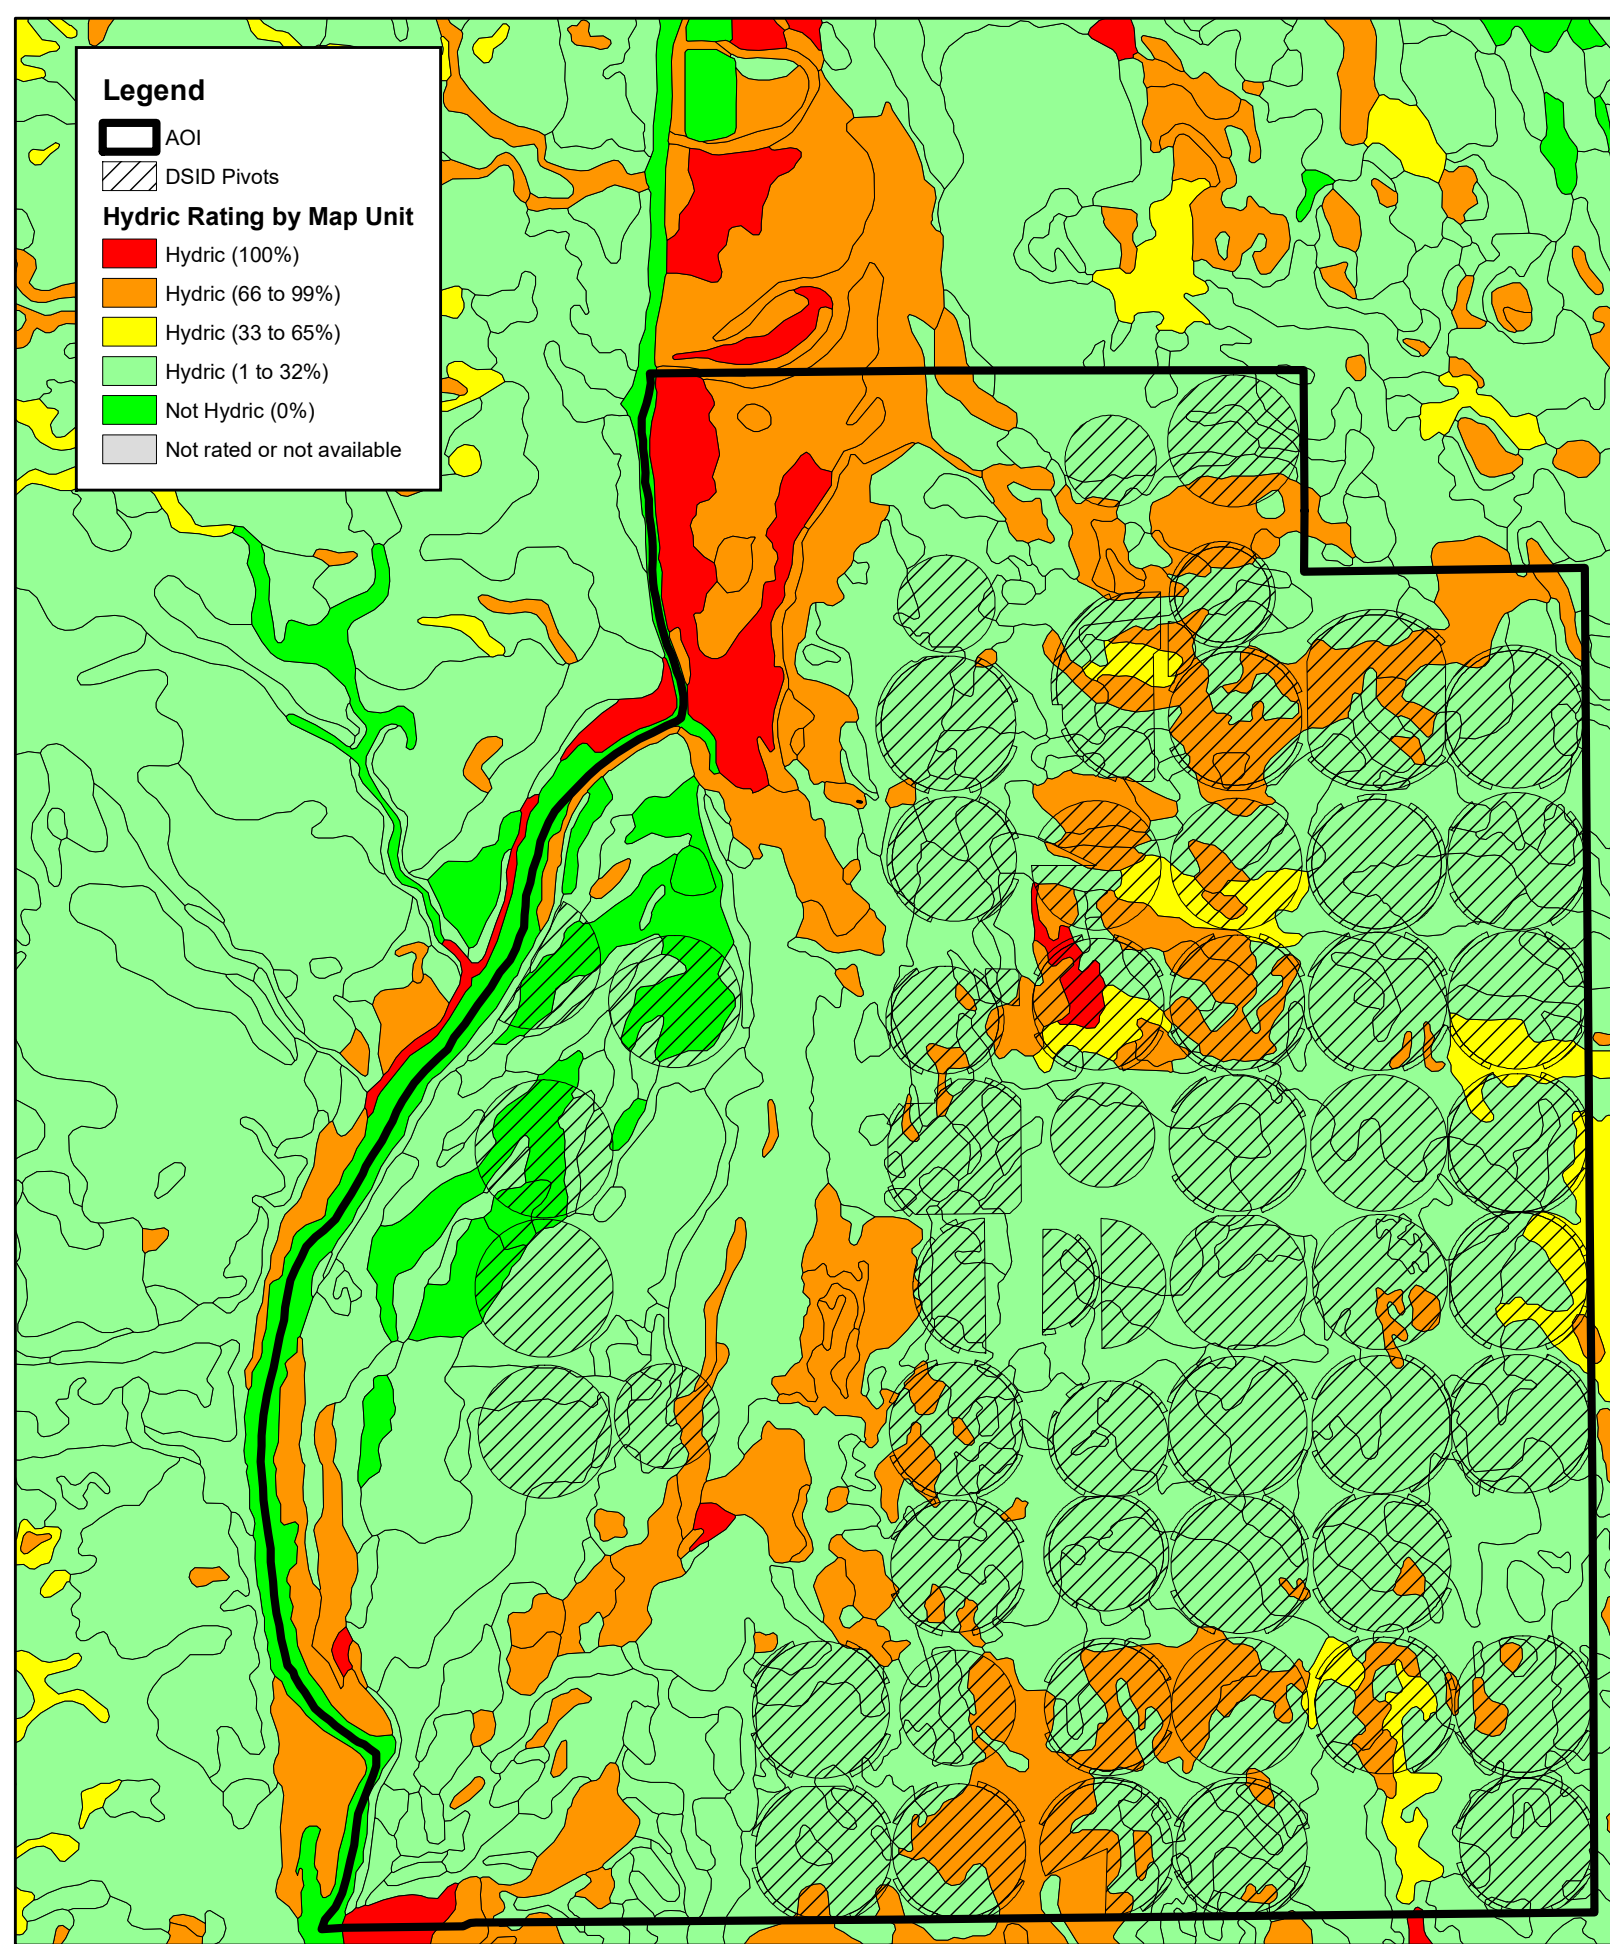 Legend
AOI
DSID Pivots
Hydric Rating by Map Unit
Hydric (100%)
Hydric (66 to 99%)
Hydric (33 to 65%)
Hydric (1 to 32%)
Not Hydric (0%)
Not rated or not available